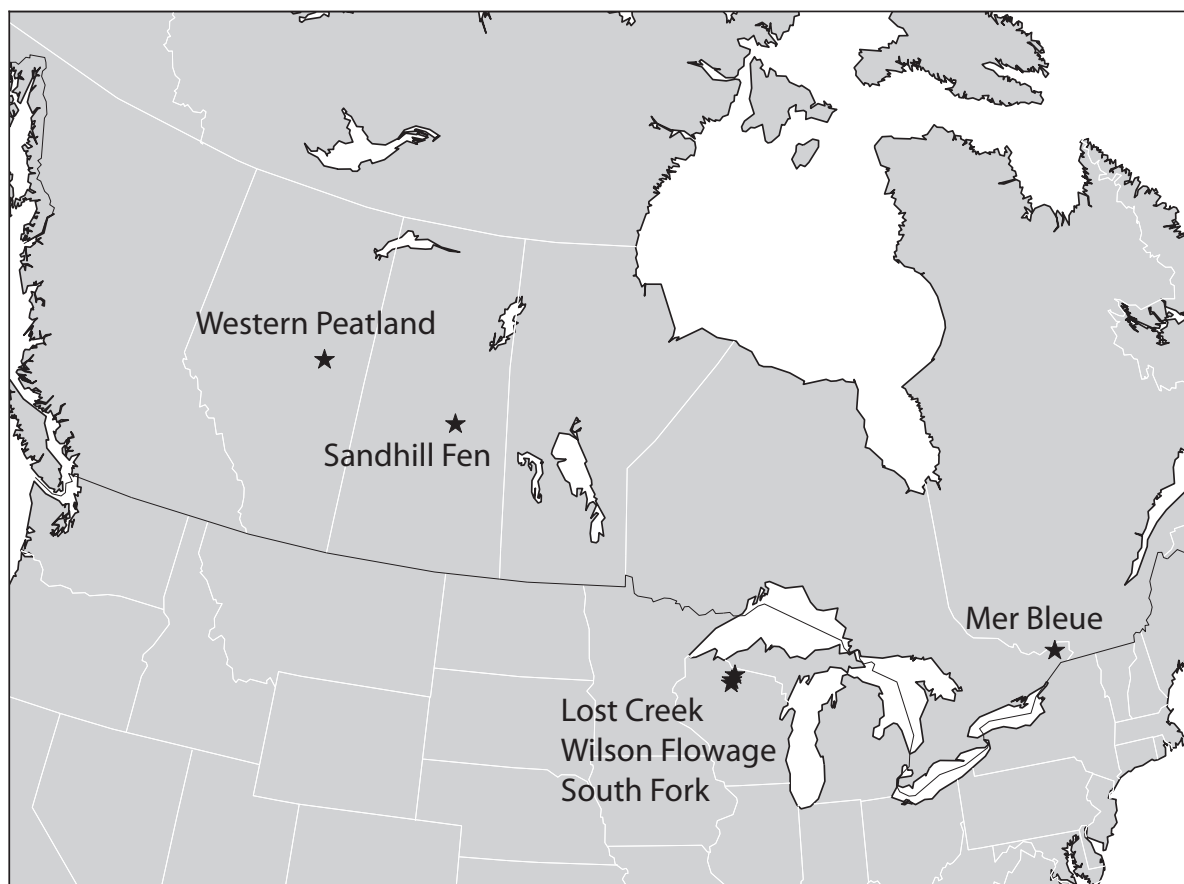 Western Peatland
Sandhill Fen
Mer Bleue
Lost Creek
Wilson Flowage
South Fork